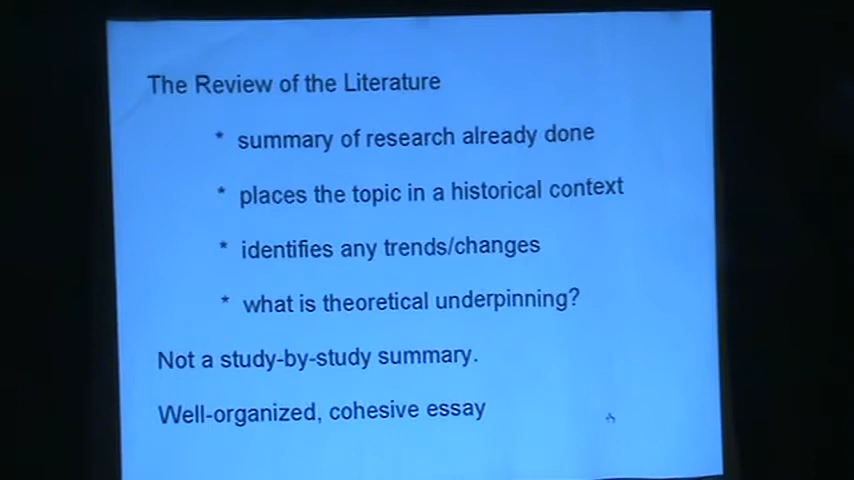 The Review of the Literature
* summary of research already done
* places the topic in a historical context
* identifies any trends/changes
* what is theoretical underpinning?
Not a study-by-study summary.
Well-organized, cohesive essay